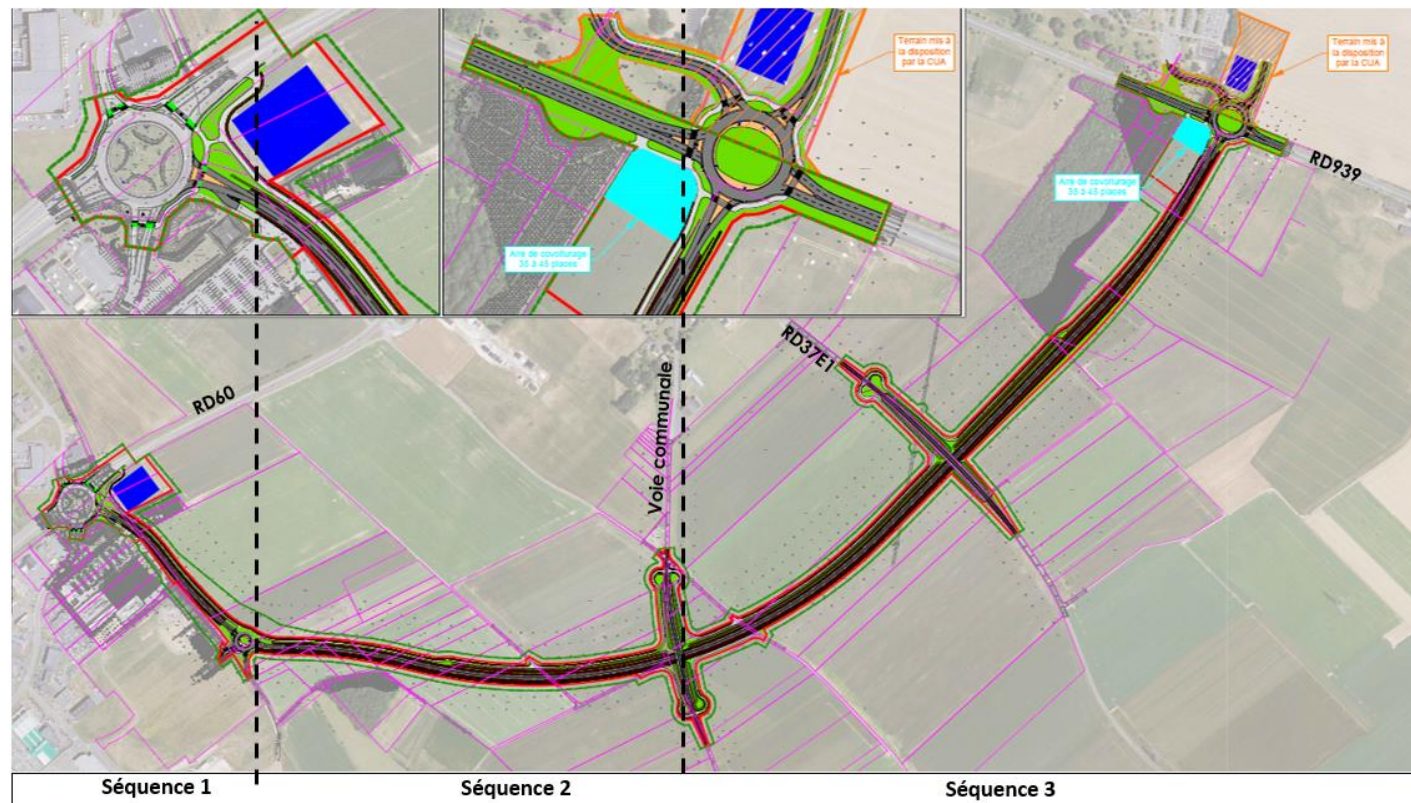 Terrain mis à
la disposition
par la CUA
Terrain mis à
la disposition
par la CUA
Aire de covoiturage
35 à 45 places
Aire de covoiturage
35 à 45 places
RD939
RD37E1
RD60
Voie communale
Séquence 1
Séquence 2
Séquence 3